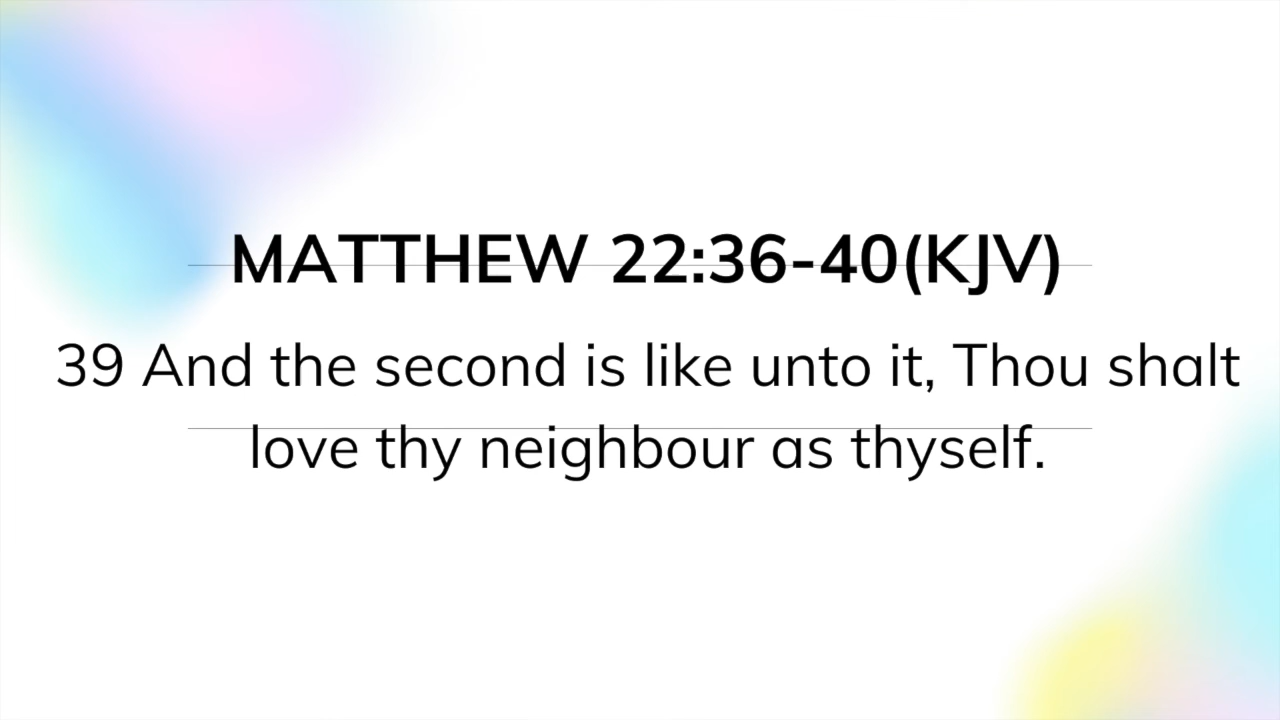 MATTHEW 22:36-40(KJV)
39 And the second is like unto it, Thou shalt
love thy neighbour as thyself.